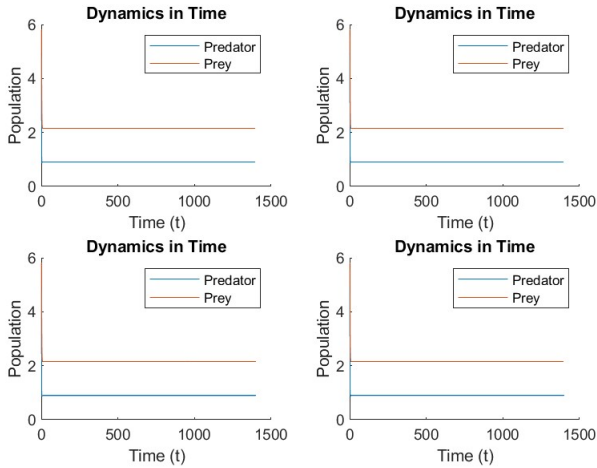 Dynamics in Time
Population
6
4
2
0
Predator
Prey
0 500 1000 1500
Time (t)
Dynamics in Time
Population
6
4
2
0
Predator
Prey
0 500 1000 1500
Time (t)
Dynamics in Time
Population
6
4
2
0
Predator
Prey
0 500 1000 1500
Time (t)
Dynamics in Time
Population
6
4
2
0
Predator
Prey
0 500 1000 1500
Time (t)